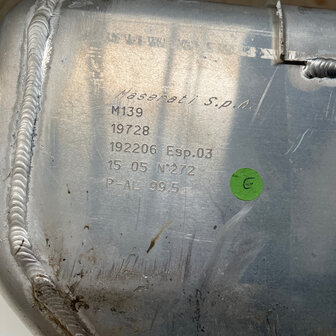 Maserati S.p.A.
M139
19728
192206 Esp.03
15 05 N°272
P-AL 99.5
G